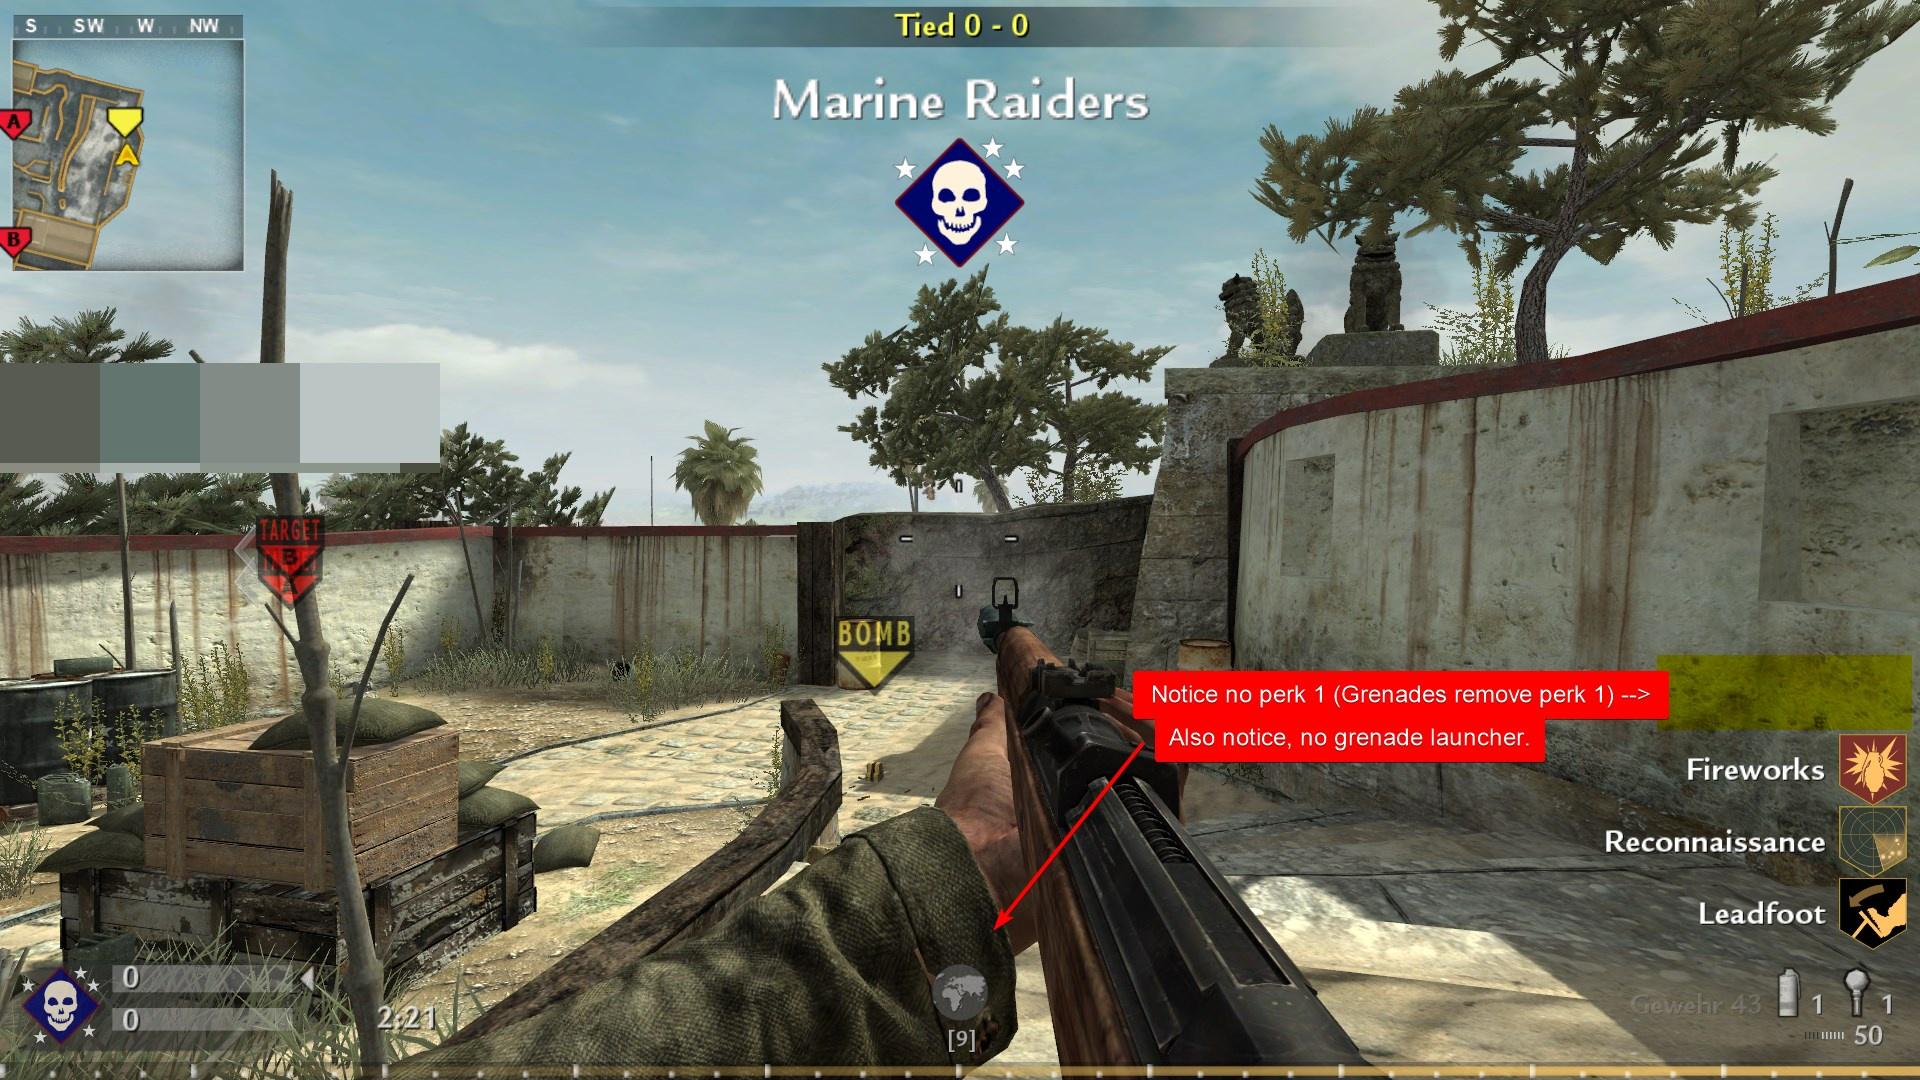 S SW W NW
Tied 0 - 0
Marine Raiders
A
B
TARGET
B
A
BOMB
Notice no perk 1 (Grenades remove perk 1) -->
Also notice, no grenade launcher.
Fireworks
Reconnaissance
Leadfoot
0
0
2:21
[9]
Gewehr 43
1 1
50